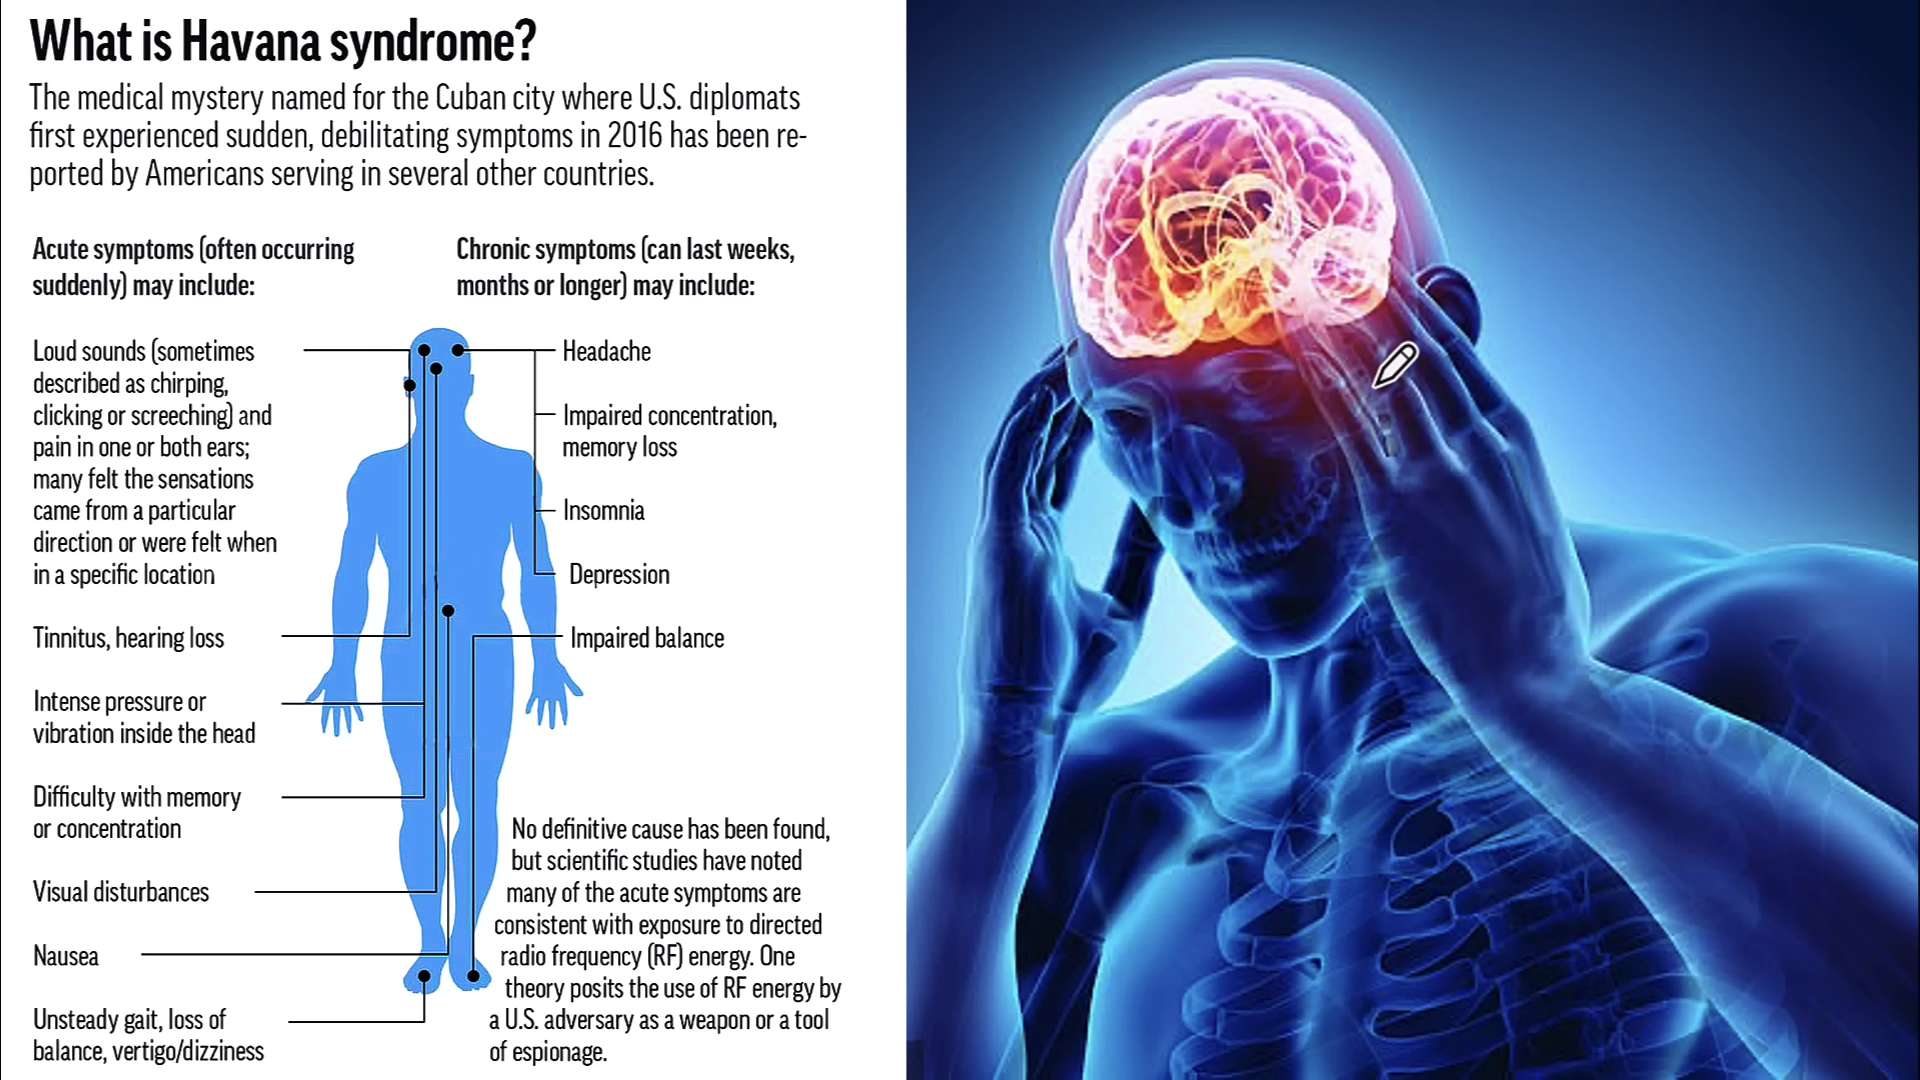 What is Havana syndrome?
The medical mystery named for the Cuban city where U.S. diplomats
first experienced sudden, debilitating symptoms in 2016 has been re-
ported by Americans serving in several other countries.
Acute symptoms (often occurring
suddenly) may include:
Loud sounds (sometimes
described as chirping,
clicking or screeching) and
pain in one or both ears;
many felt the sensations
came from a particular
direction or were felt when
in a specific location
Tinnitus, hearing loss
Intense pressure or
vibration inside the head
Difficulty with memory
or concentration
Visual disturbances
Nausea
Unsteady gait, loss of
balance, vertigo/dizziness
Chronic symptoms (can last weeks,
months or longer) may include:
Headache
Impaired concentration,
memory loss
Insomnia
Depression
Impaired balance
No definitive cause has been found,
but scientific studies have noted
many of the acute symptoms are
consistent with exposure to directed
radio frequency (RF) energy. One
theory posits the use of RF energy by
a U.S. adversary as a weapon or a tool
of espionage.